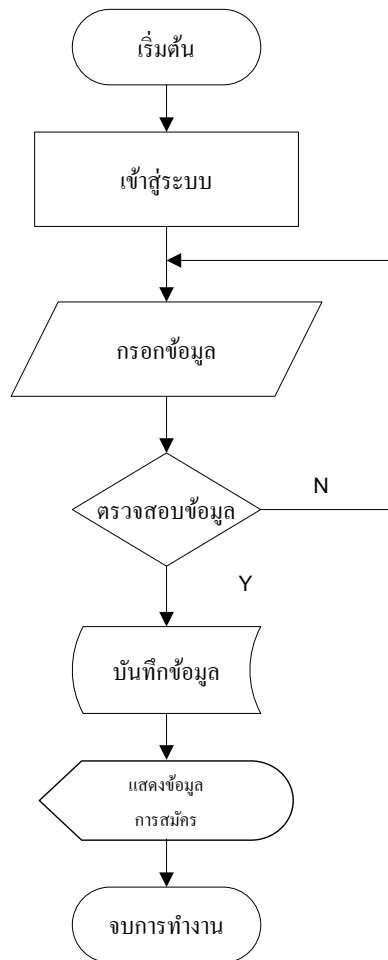 เริ่มต้น
เข้าสู่ระบบ
กรอกข้อมูล
ตรวจสอบข้อมูล
N
Y
บันทึกข้อมูล
แสดงข้อมูล
การสมัคร
จบการทำงาน